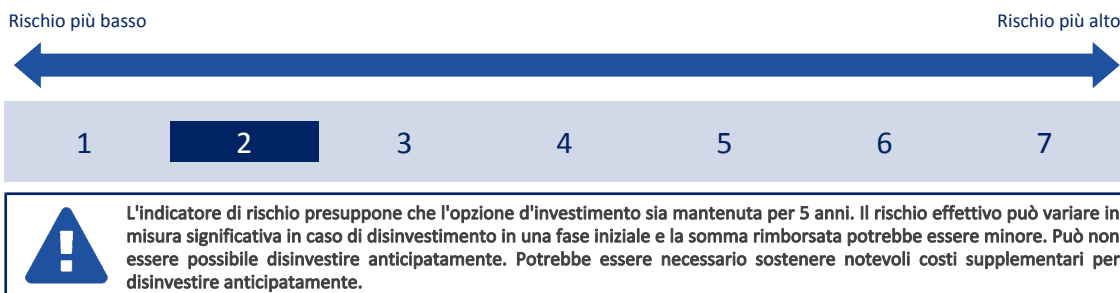 Rischio più basso Rischio più alto
1 2 3 4 5 6 7
L'indicatore di rischio presuppone che l'opzione d'investimento sia mantenuta per 5 anni. Il rischio effettivo può variare in
misura significativa in caso di disinvestimento in una fase iniziale e la somma rimborsata potrebbe essere minore. Può non
essere possibile disinvestire anticipatamente. Potrebbe essere necessario sostenere notevoli costi supplementari per
disinvestire anticipatamente.